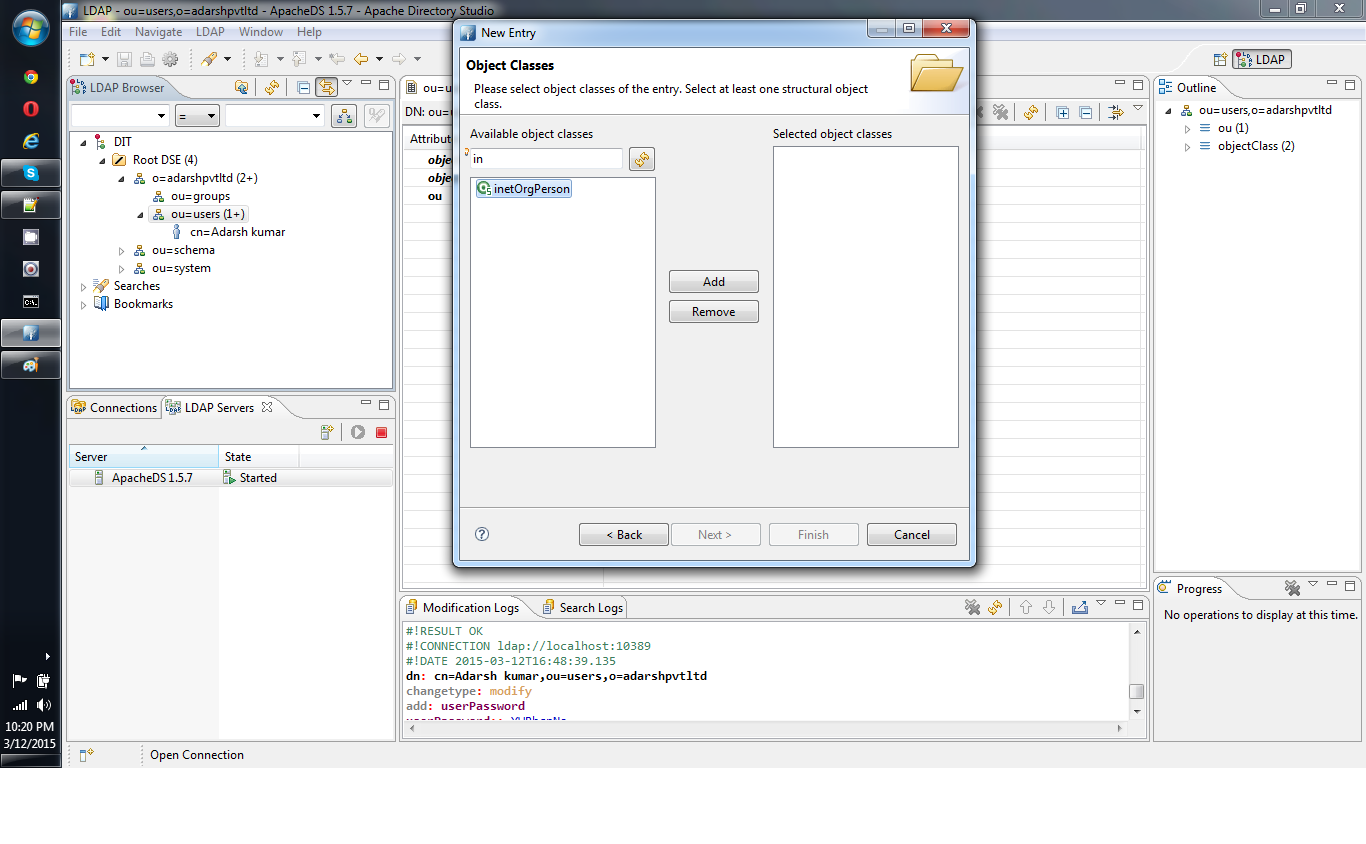 LDAP - ou=users,o=adarshpvtltd - ApacheDS 1.5.7 - Apache Directory Studio
File Edit Navigate LDAP Window Help
LDAP
LDAP Browser
=
DIT
Root DSE (4)
o=adarshpvtltd (2+)
ou=groups
ou=users (1+)
cn=Adarsh kumar
ou=schema
ou=system
Searches
Bookmarks
Connections
LDAP Servers
Server State
ApacheDS 1.5.7 Started
DN: ou=
ou
New Entry
Object Classes
Please select object classes of the entry. Select at least one structural object
class.
Available object classes
in
inetOrgPerson
Selected object classes
Add
Remove
< Back
Next >
Finish
Cancel
Outline
ou=users,o=adarshpvtltd
ou (1)
objectClass (2)
Modification Logs
Search Logs
#!RESULT OK
#!CONNECTION ldap://localhost:10389
#!DATE 2015-03-12T16:48:39.135
dn: cn=Adarsh kumar,ou=users,o=adarshpvtltd
changetype: modify
add: userPassword
Progress
No operations to display at this time.
10:20 PM
3/12/2015
Open Connection